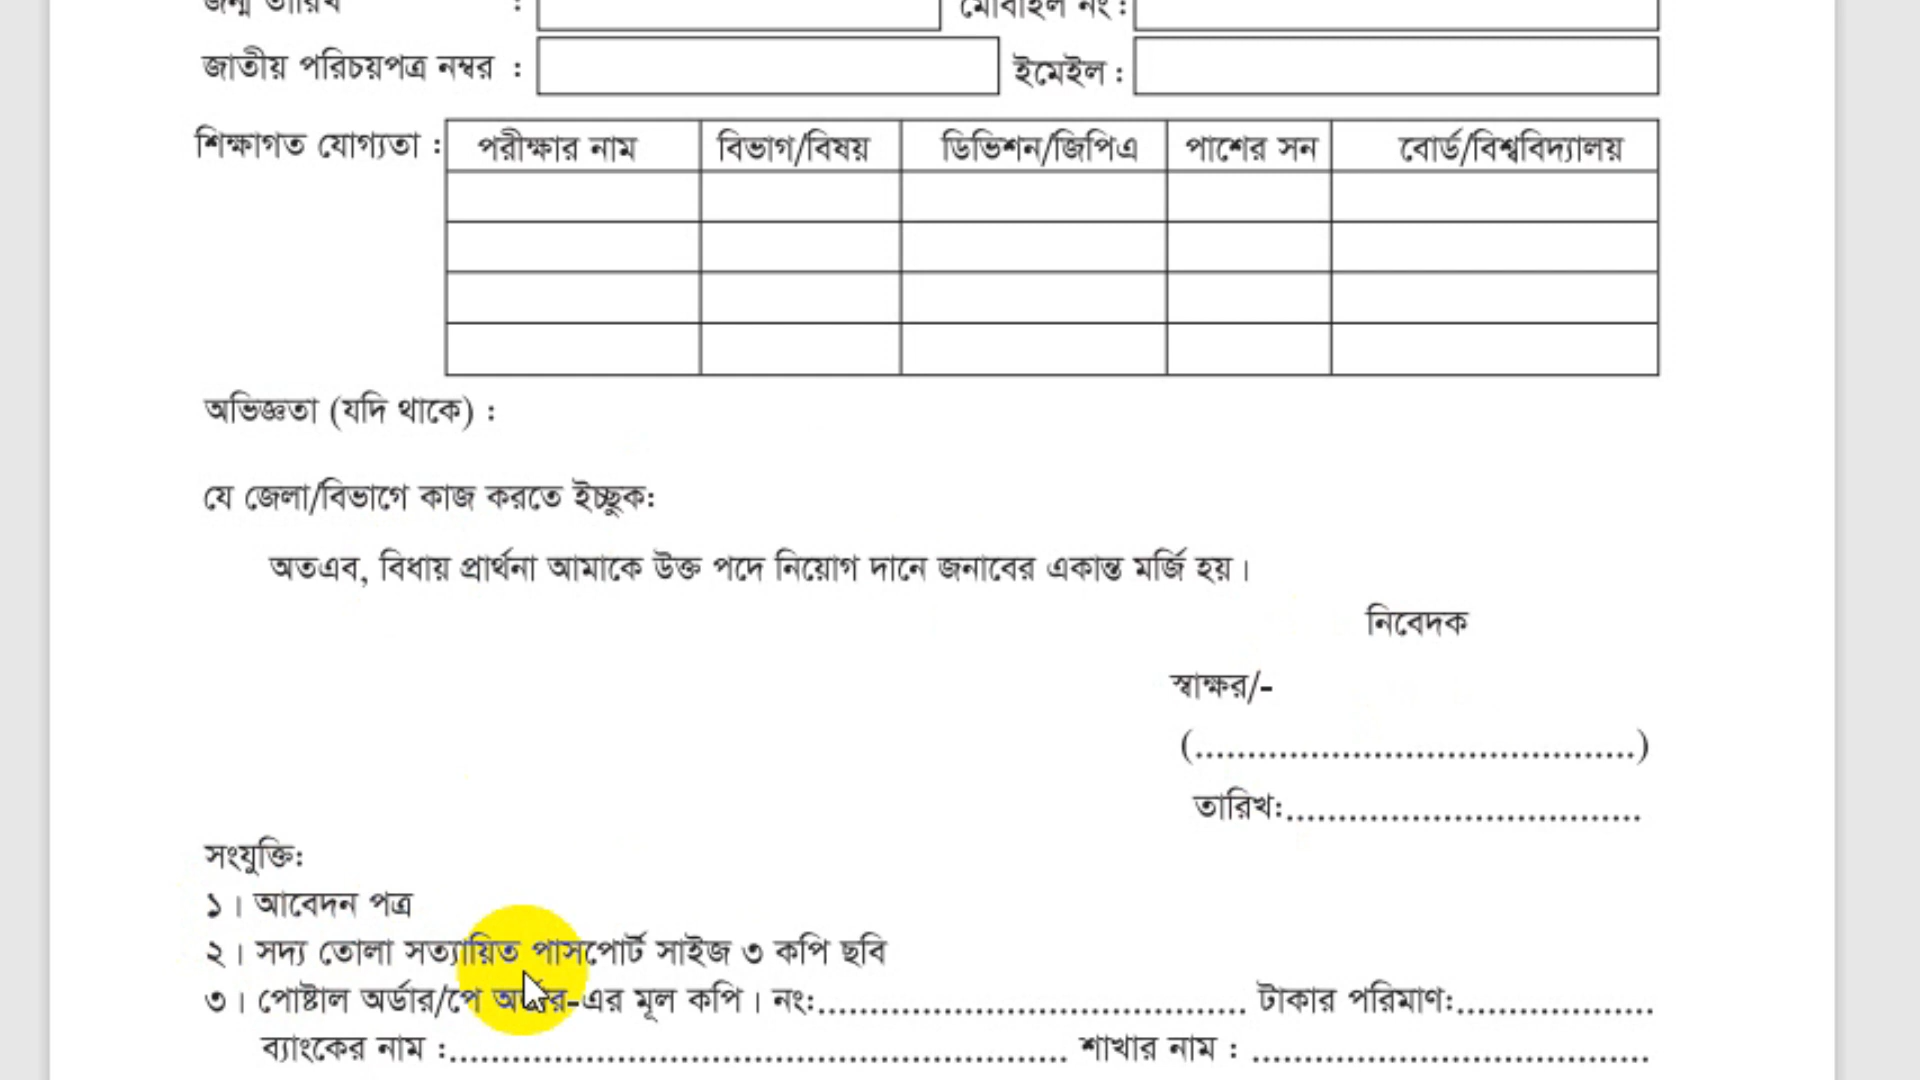 জন্ম তারিখ : মোবাইল নং :
জাতীয় পরিচয়পত্র নম্বর : ইমেইল :
শিক্ষাগত যোগ্যতা : পরীক্ষার নাম বিভাগ/বিষয় ডিভিশন/জিপিএ পাশের সন বোর্ড/বিশ্ববিদ্যালয়
অভিজ্ঞতা (যদি থাকে) :
যে জেলা/বিভাগে কাজ করতে ইচ্ছুক:
অতএব, বিধায় প্রার্থনা আমাকে উক্ত পদে নিয়োগ দানে জনাবের একান্ত মর্জি হয়।
নিবেদক
স্বাক্ষর/-
(..........................................)
তারিখ:..................................
সংযুক্তি:
১। আবেদন পত্র
২। সদ্য তোলা সত্যায়িত পাসপোর্ট সাইজ ৩ কপি ছবি
৩। পোষ্টাল অর্ডার/পে অর্ডার-এর মূল কপি। নং:......................................... টাকার পরিমাণ:...................
ব্যাংকের নাম :........................................................... শাখার নাম : ......................................